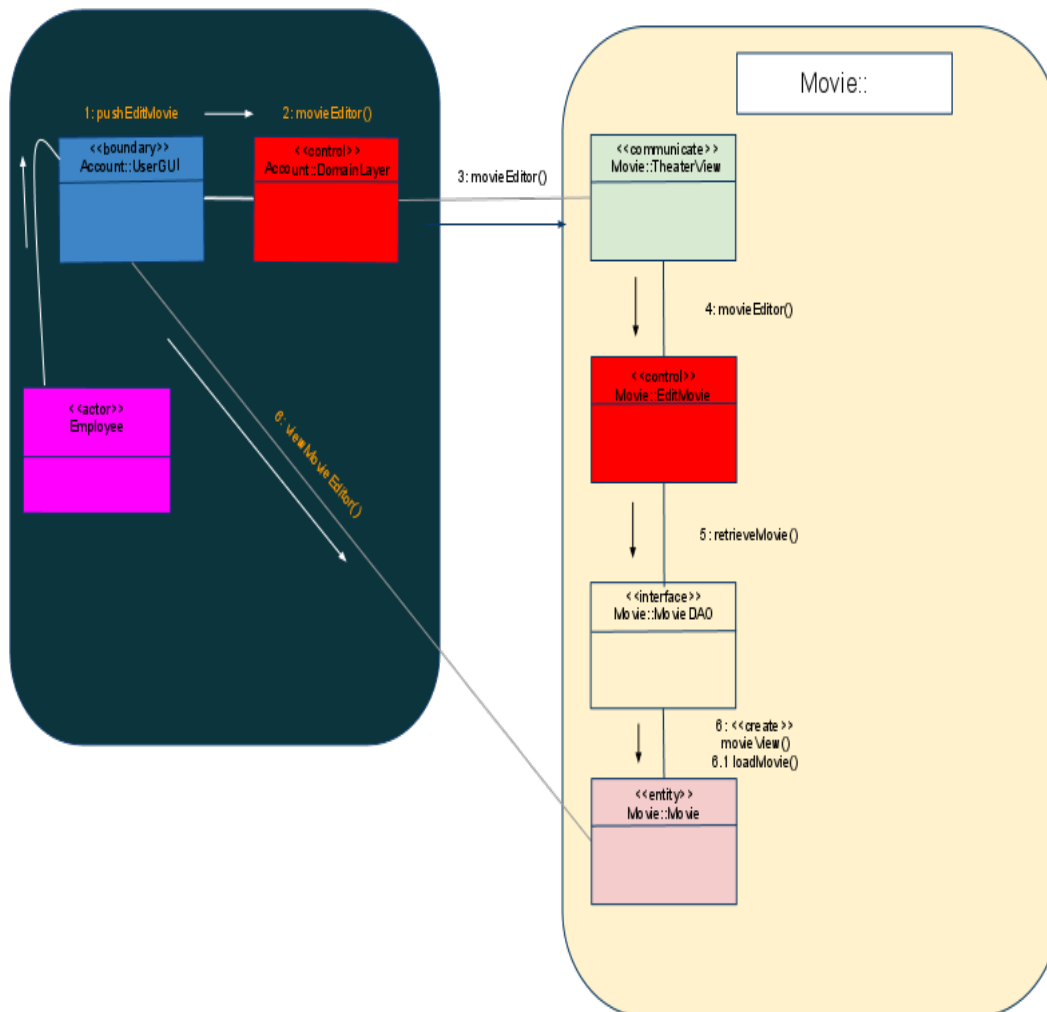 Movie::
1: pushEditMovie
2: movieEditor()
<<boundary>>
Account::UserGUI
<<control>>
Account::DomainLayer
3: movieEditor()
<<communicate>>
Movie::TheaterView
4: movieEditor()
<<control>>
Movie::EditMovie
<<actor>>
Employee
6: viewMovieEditor()
5: retrieveMovie()
<<interface>>
Movie::MovieDAO
6: <<create>>
movieView()
6.1 loadMovie()
<<entity>>
Movie::Movie